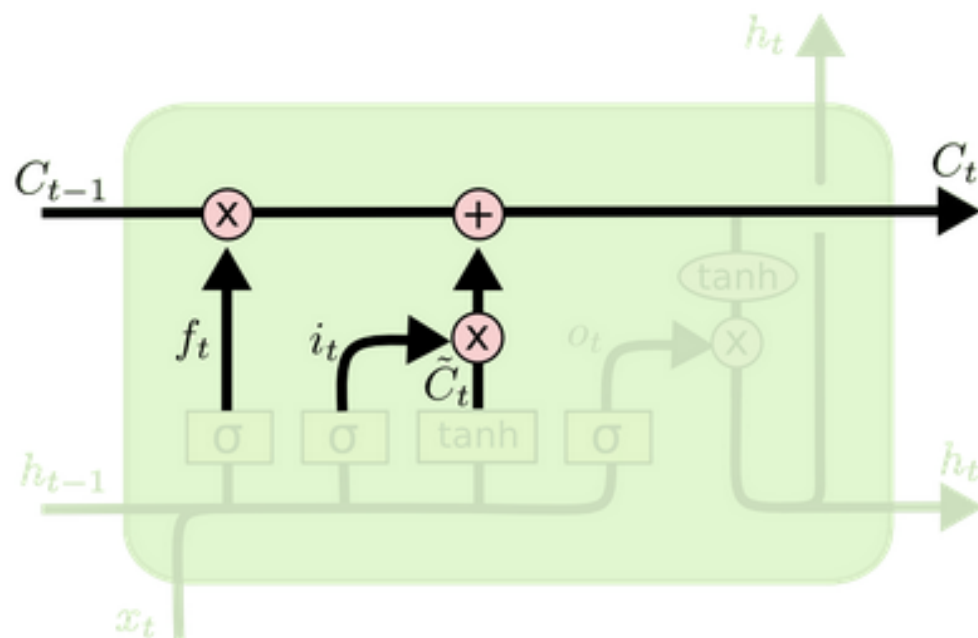 h_t
C_{t-1} C_t
x +
tanh
f_t i_t x o_t x
C̃_t
σ σ tanh σ
h_{t-1} h_t
x_t